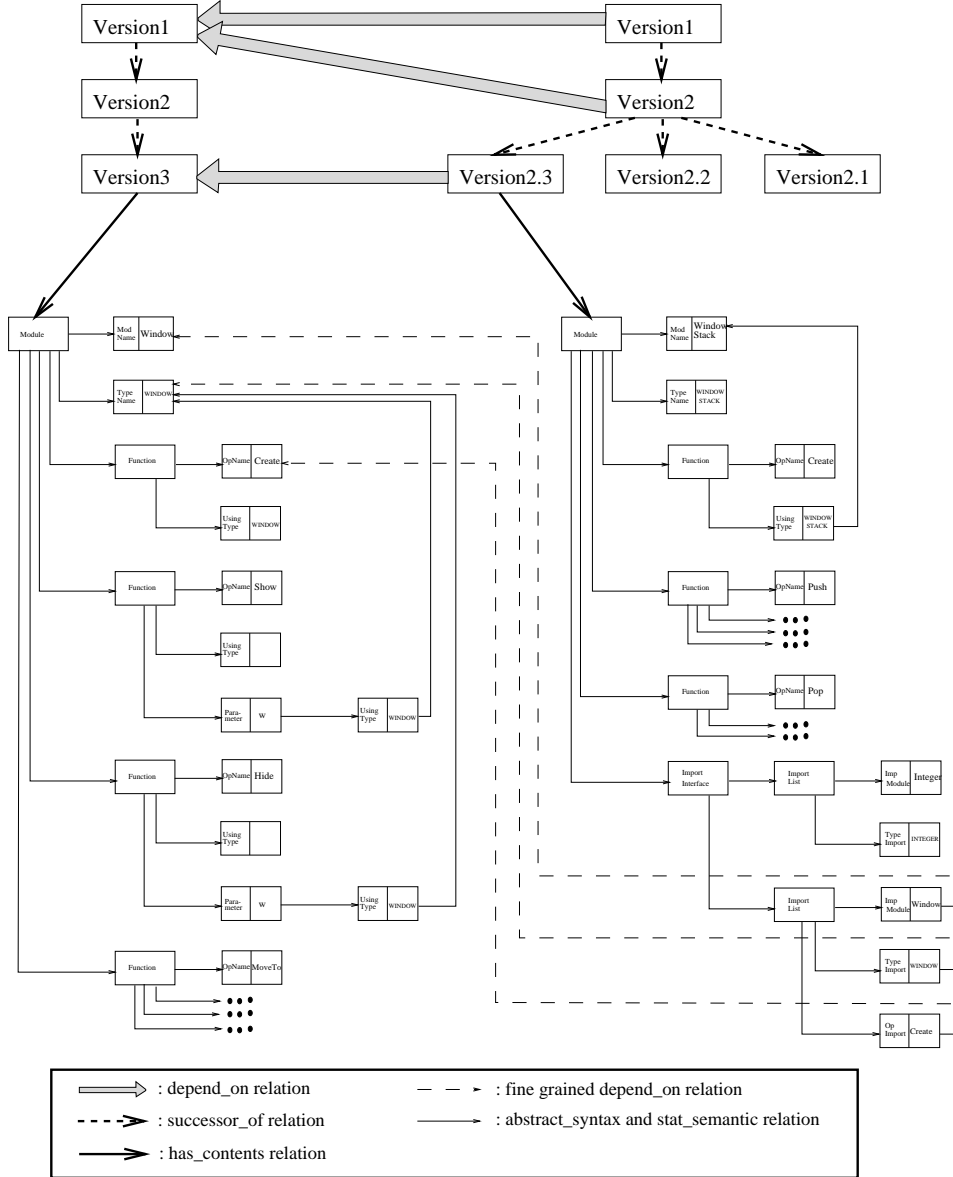 Version1
Version1
Version2
Version2
Version3
Version2.3
Version2.2
Version2.1
Module
Mod
Name
Window
Module
Mod
Name
Window
Stack
Type
Name
WINDOW
Type
Name
WINDOW
STACK
Function
OpName
Create
Function
OpName
Create
Using
Type
WINDOW
Using
Type
WINDOW
STACK
Function
OpName
Show
Function
OpName
Push
Using
Type
Function
OpName
Pop
Para-
meter
W
Using
Type
WINDOW
Function
OpName
Hide
Import
Interface
Import
List
Imp
Module
Integer
Using
Type
Type
Import
INTEGER
Para-
meter
W
Using
Type
WINDOW
Import
List
Imp
Module
Window
Function
OpName
MoveTo
Type
Import
WINDOW
Op
Import
Create
: depend_on relation
: fine grained depend_on relation
: successor_of relation
: abstract_syntax and stat_semantic relation
: has_contents relation